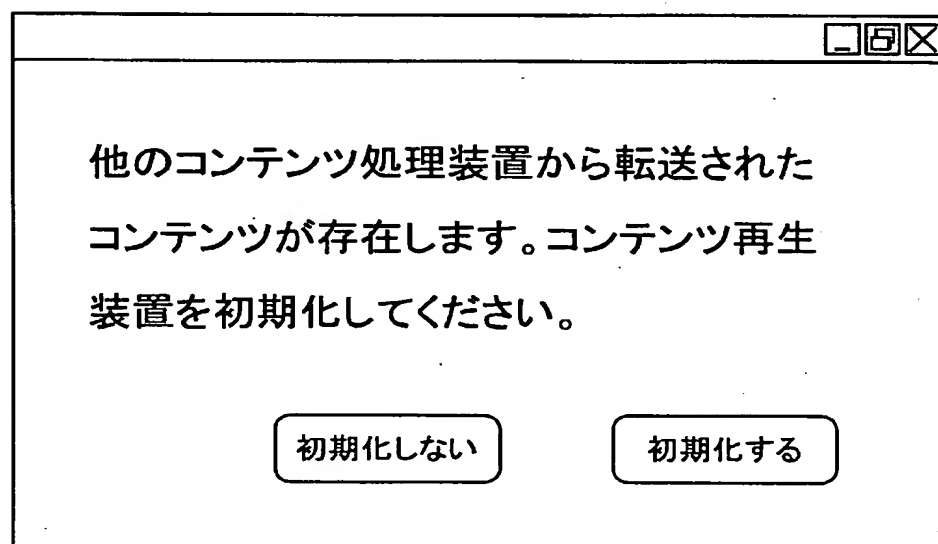 他のコンテンツ処理装置から転送された
コンテンツが存在します。コンテンツ再生
装置を初期化してください。
初期化しない 初期化する